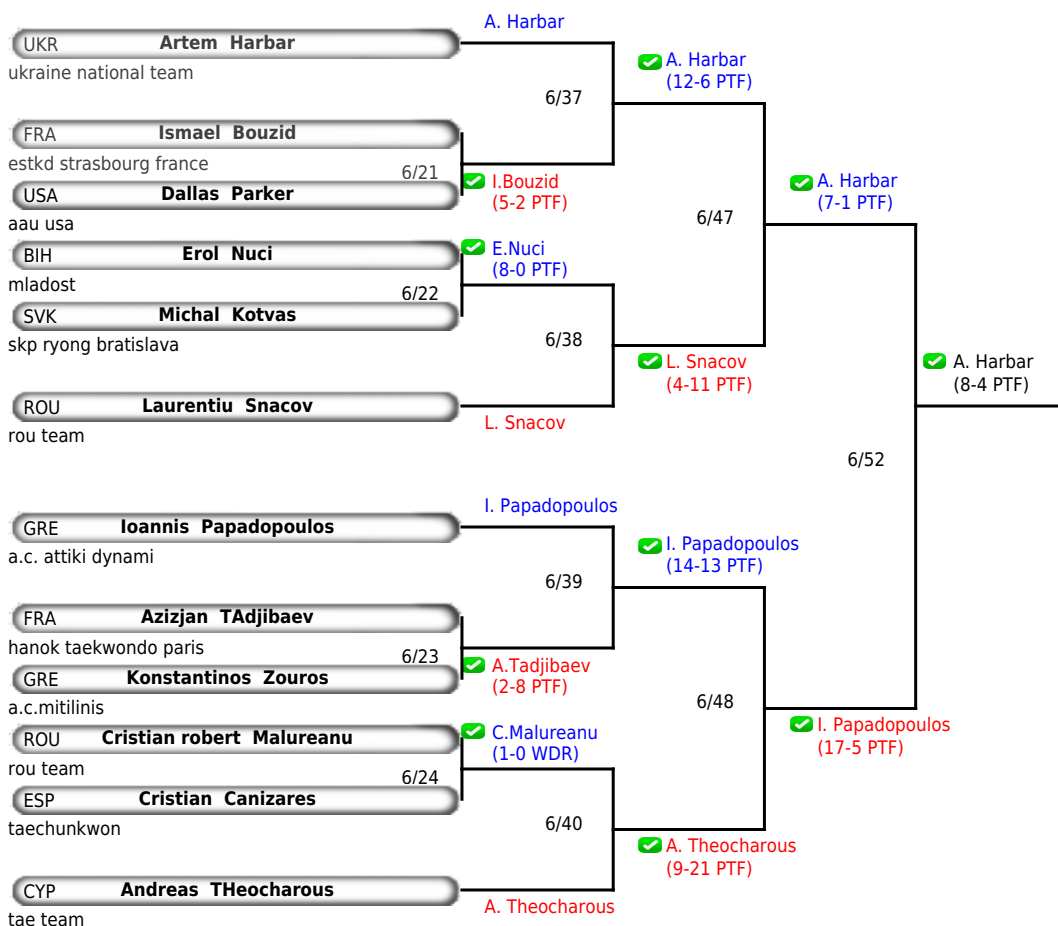 A. Harbar
UKR Artem Harbar
ukraine national team
A. Harbar
(12-6 PTF)
6/37
FRA Ismael Bouzid
estkd strasbourg france
6/21
I.Bouzid
(5-2 PTF)
USA Dallas Parker
aau usa
A. Harbar
(7-1 PTF)
6/47
BIH Erol Nuci
mladost
E.Nuci
(8-0 PTF)
6/22
SVK Michal Kotvas
skp ryong bratislava
6/38
L. Snacov
(4-11 PTF)
A. Harbar
(8-4 PTF)
ROU Laurentiu Snacov
rou team
L. Snacov
6/52
I. Papadopoulos
GRE Ioannis Papadopoulos
a.c. attiki dynami
I. Papadopoulos
(14-13 PTF)
6/39
FRA Azizjan TAdjibaev
hanok taekwondo paris
6/23
A.Tadjibaev
(2-8 PTF)
GRE Konstantinos Zouros
a.c.mitilinis
6/48
I. Papadopoulos
(17-5 PTF)
ROU Cristian robert Malureanu
rou team
C.Malureanu
(1-0 WDR)
6/24
ESP Cristian Canizares
taechunkwon
6/40
A. Theocharous
(9-21 PTF)
CYP Andreas THeocharous
tae team
A. Theocharous